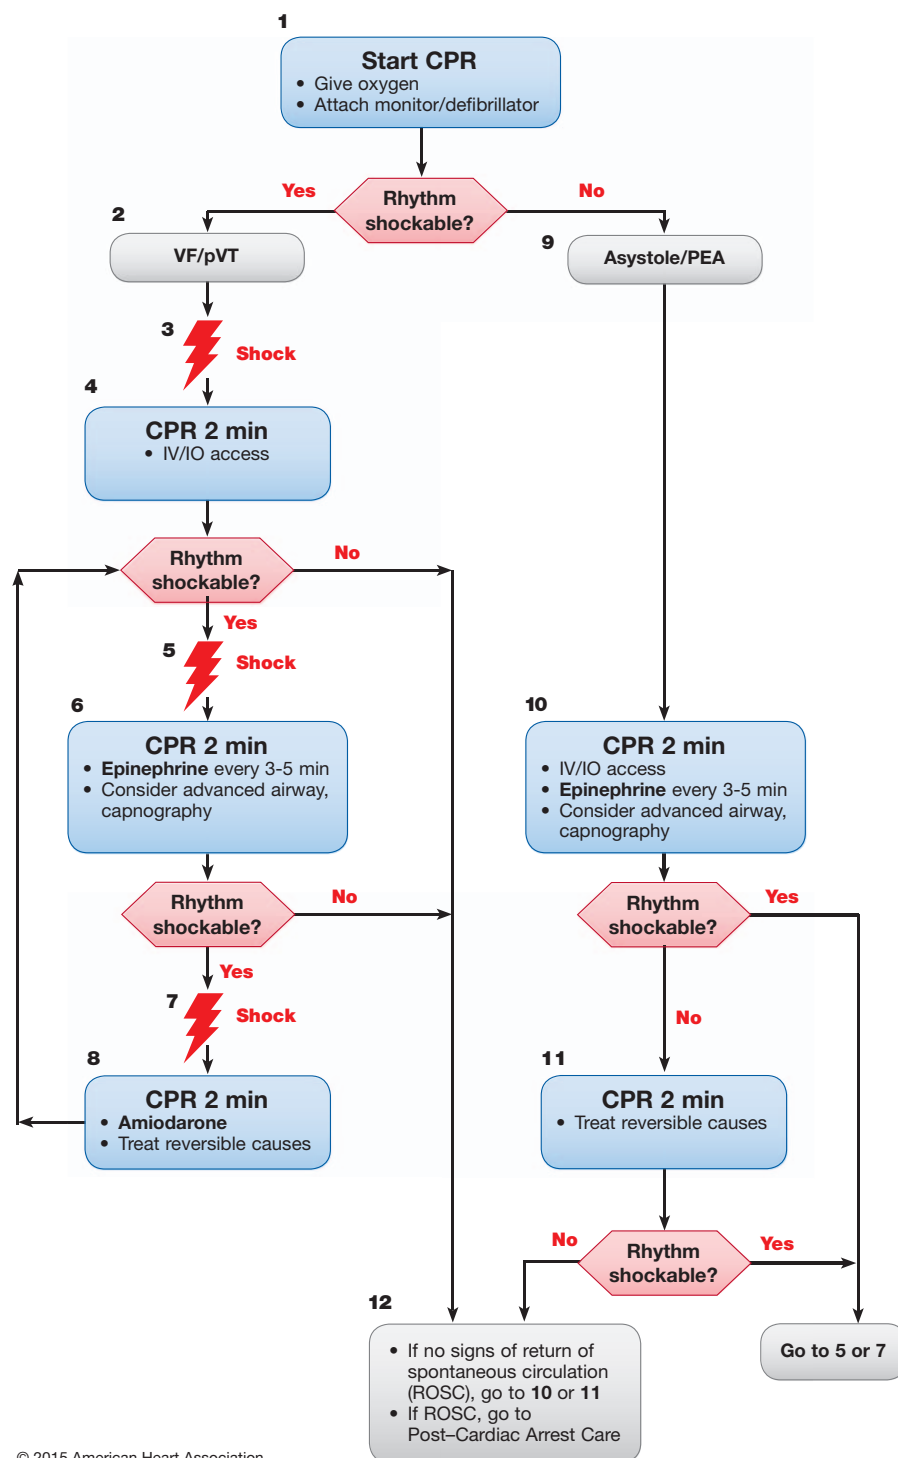 1
Start CPR
• Give oxygen
• Attach monitor/defibrillator
Rhythm
shockable?
Yes
No
2
VF/pVT
9
Asystole/PEA
3
Shock
4
CPR 2 min
• IV/IO access
Rhythm
shockable?
No
Yes
5
Shock
6
CPR 2 min
• Epinephrine every 3-5 min
• Consider advanced airway,
capnography
10
CPR 2 min
• IV/IO access
• Epinephrine every 3-5 min
• Consider advanced airway,
capnography
Rhythm
shockable?
No
Yes
Rhythm
shockable?
Yes
No
7
Shock
8
CPR 2 min
• Amiodarone
• Treat reversible causes
11
CPR 2 min
• Treat reversible causes
No
Rhythm
shockable?
Yes
12
• If no signs of return of
spontaneous circulation
(ROSC), go to 10 or 11
• If ROSC, go to
Post–Cardiac Arrest Care
Go to 5 or 7
© 2015 American Heart Association